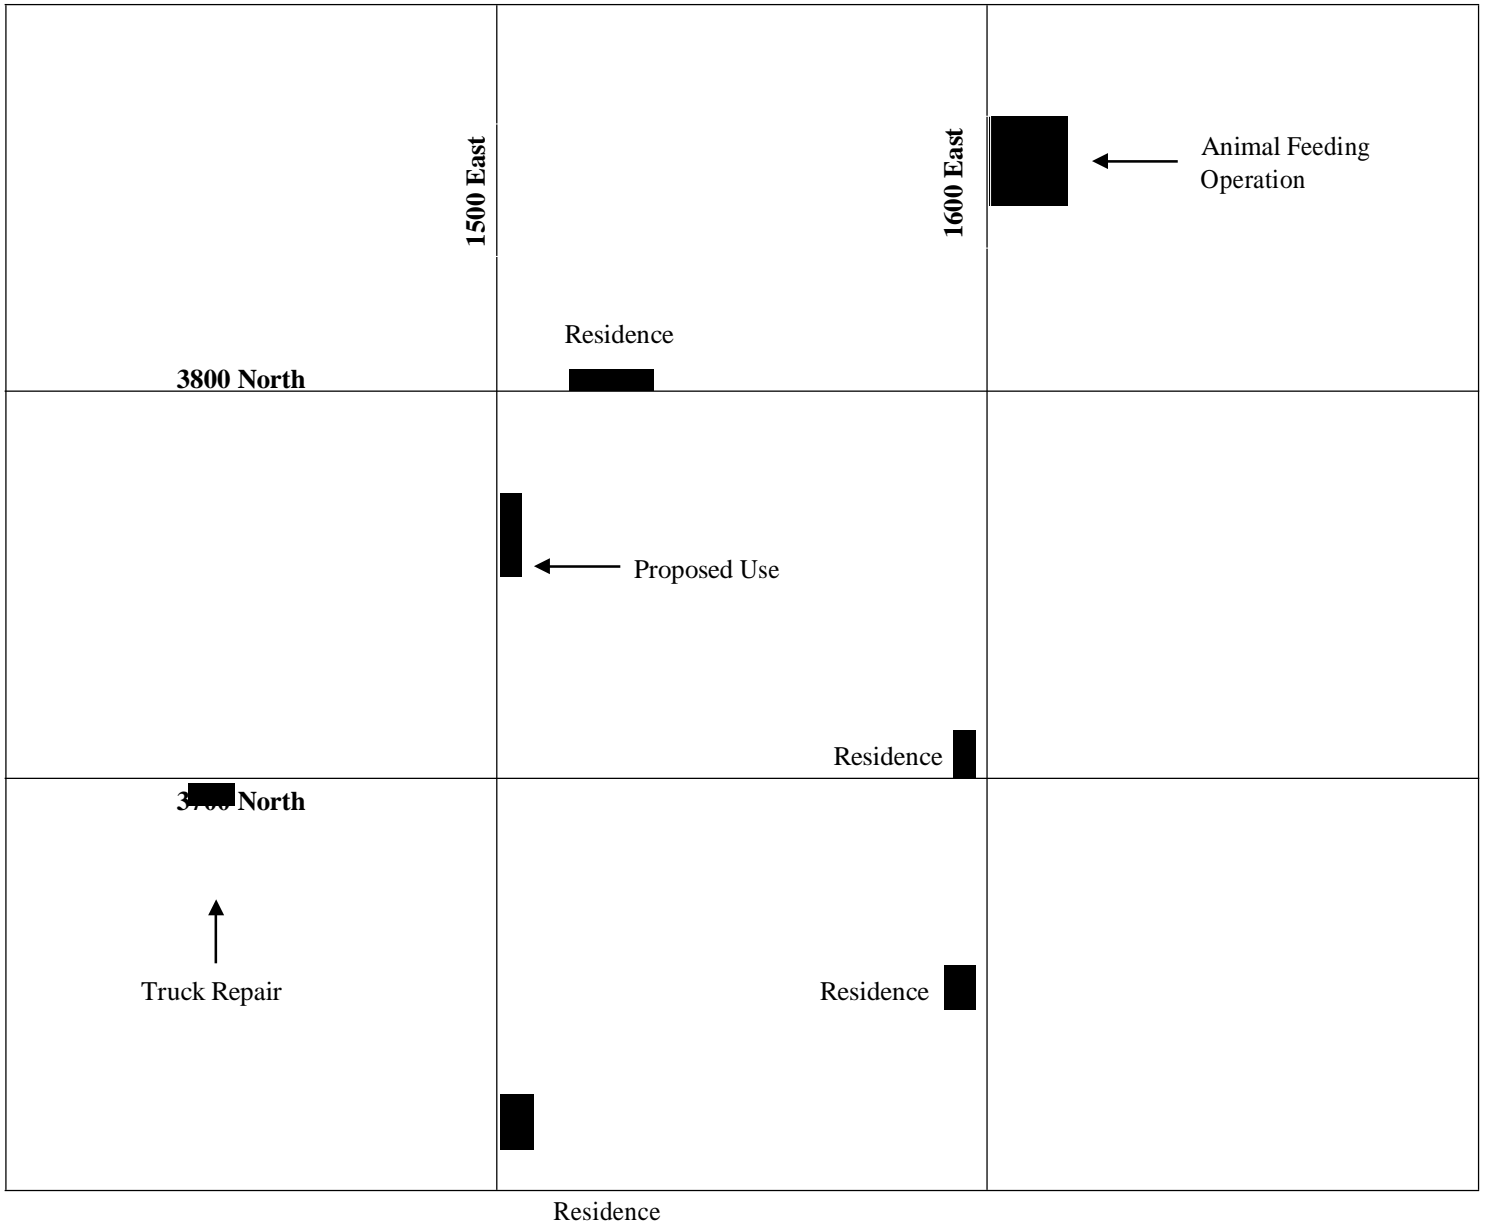 1500 East
1600 East
Animal Feeding
Operation
Residence
3800 North
Proposed Use
Residence
North
Truck Repair
Residence
Residence